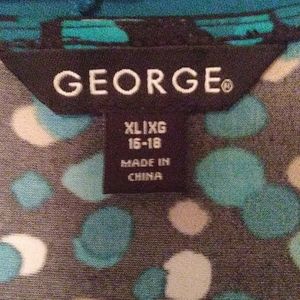 GEORGE®
XL|XG
16-18
MADE IN
CHINA